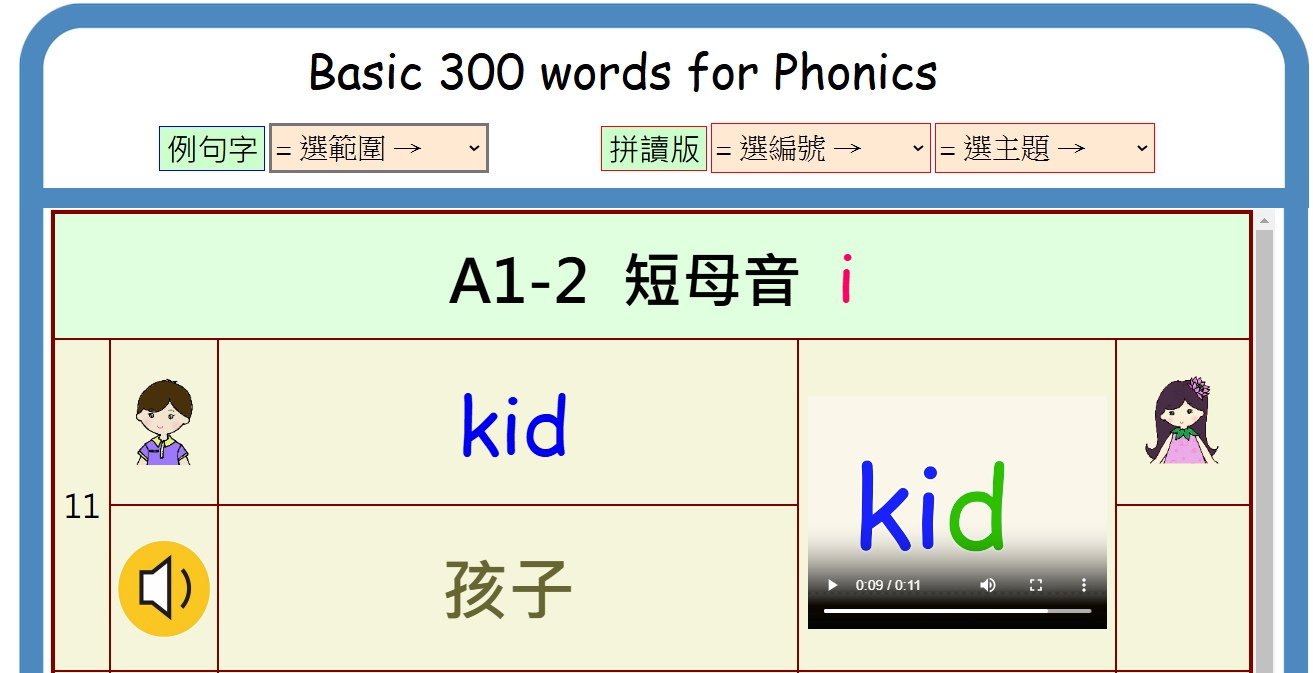 Basic 300 words for Phonics
例句字 = 選範圍 → 拼讀版 = 選編號 → = 選主題 →
A1-2 短母音 i
11
kid
孩子
kid
0:09 / 0:11